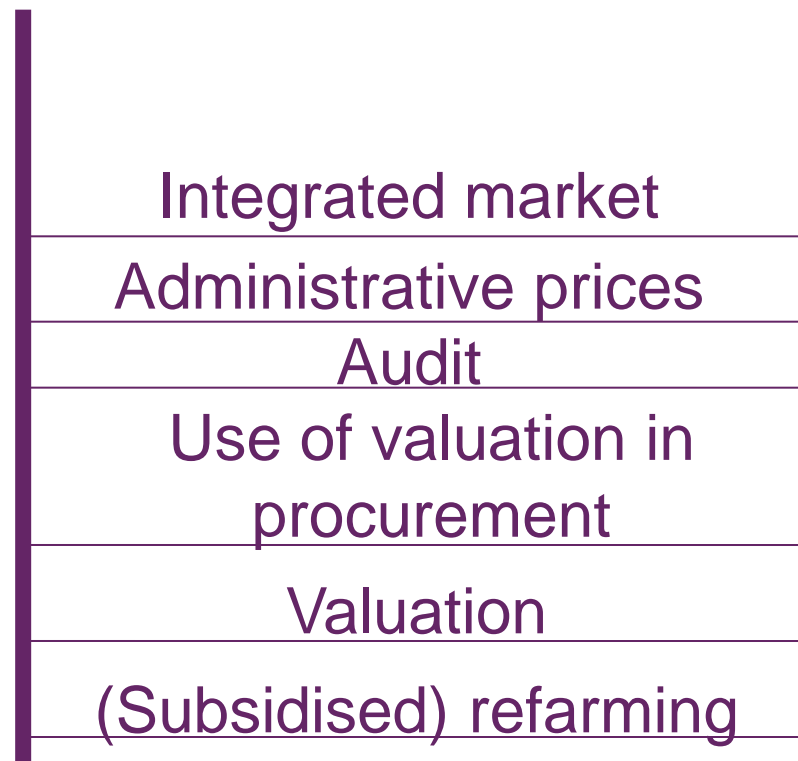 Integrated market
Administrative prices
Audit
Use of valuation in
procurement
Valuation
(Subsidised) refarming